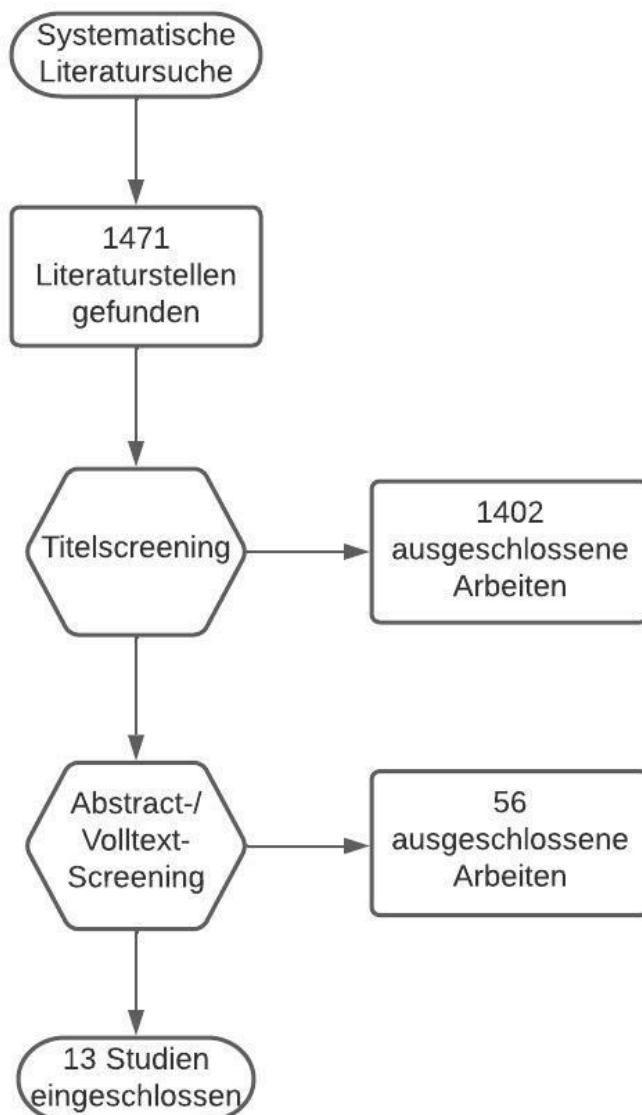 Systematische
Literatursuche
1471
Literaturstellen
gefunden
Titelscreening
1402
ausgeschlossene
Arbeiten
Abstract-/
Volltext-
Screening
56
ausgeschlossene
Arbeiten
13 Studien
eingeschlossen